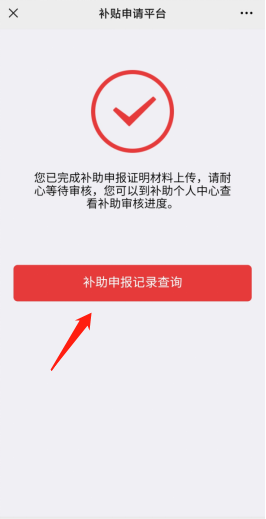 补贴申请平台
您已完成补助申报证明材料上传，请耐
心等待审核，您可以到补助个人中心查
看补助审核进度。
补助申报记录查询